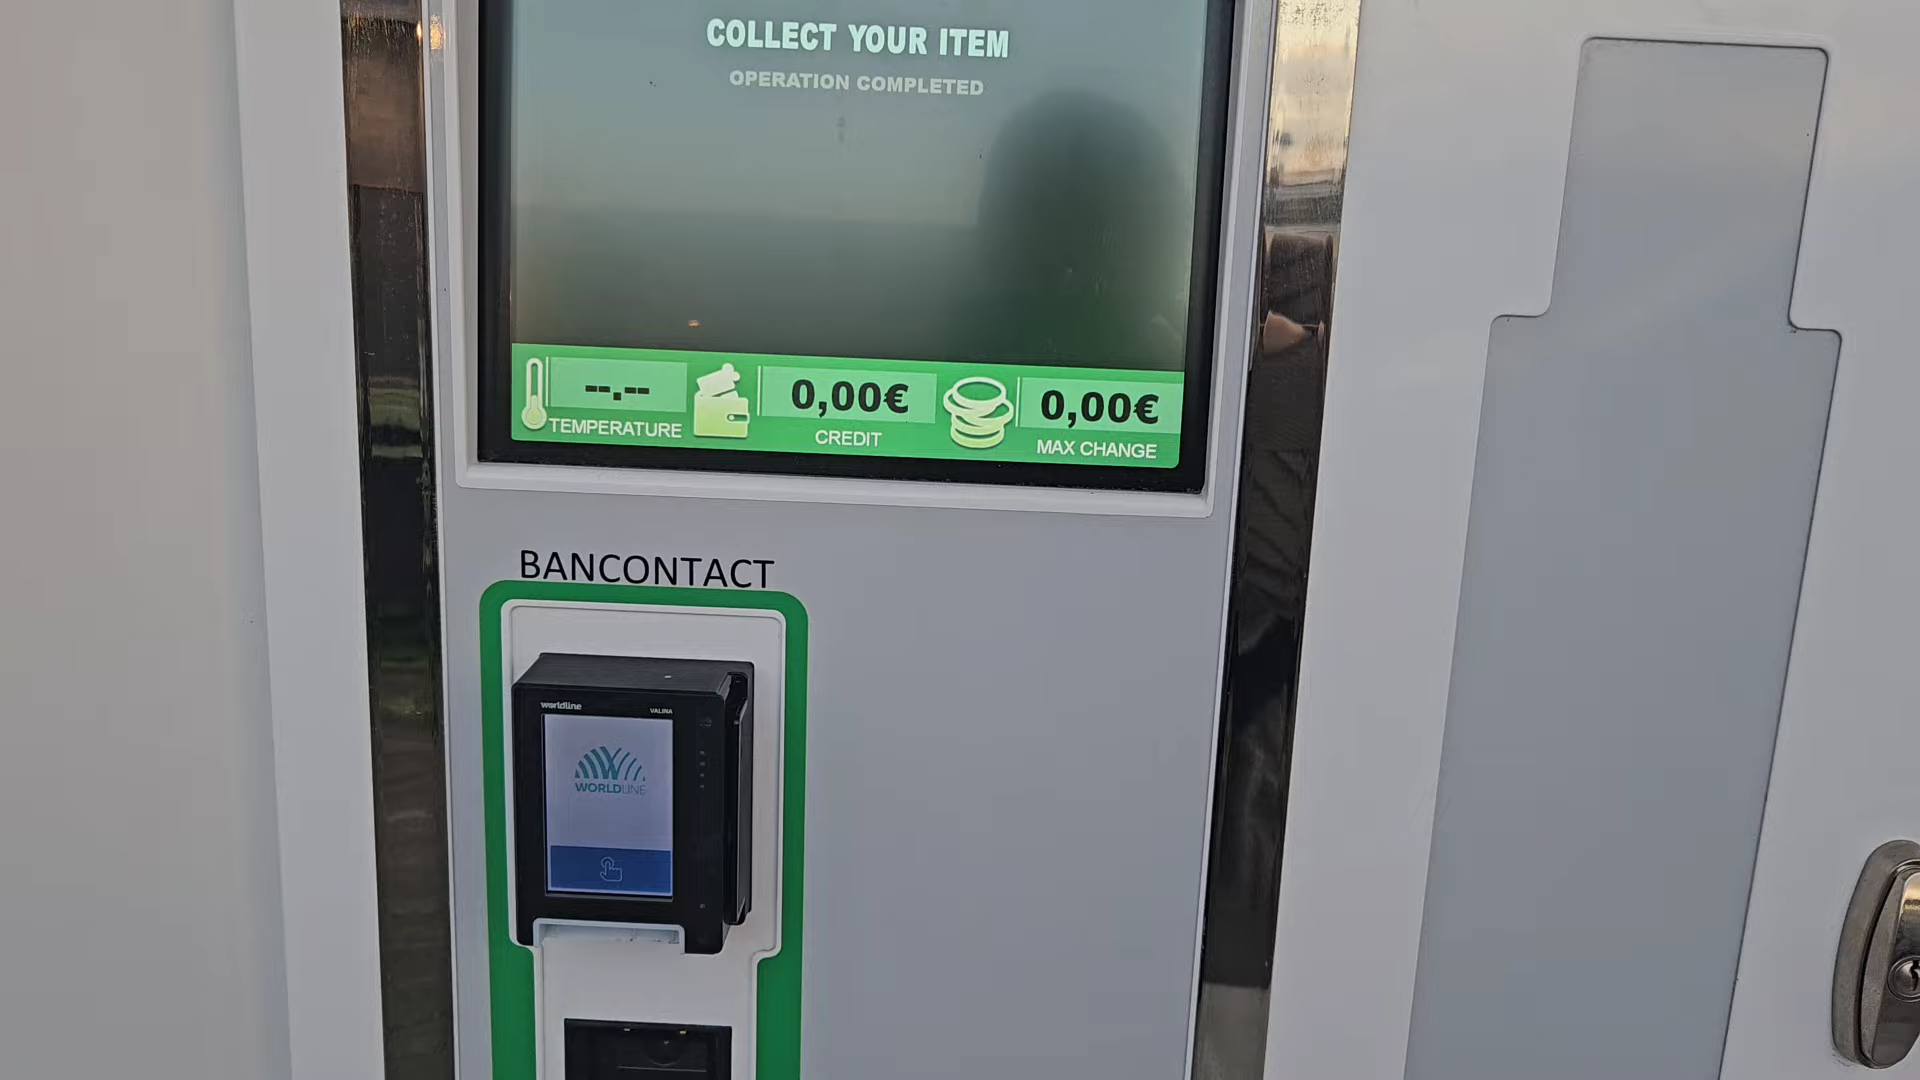 COLLECT YOUR ITEM
OPERATION COMPLETED
--.--
TEMPERATURE
0,00€
CREDIT
0,00€
MAX CHANGE
BANCONTACT
worldline
VALINA
WORLDLINE